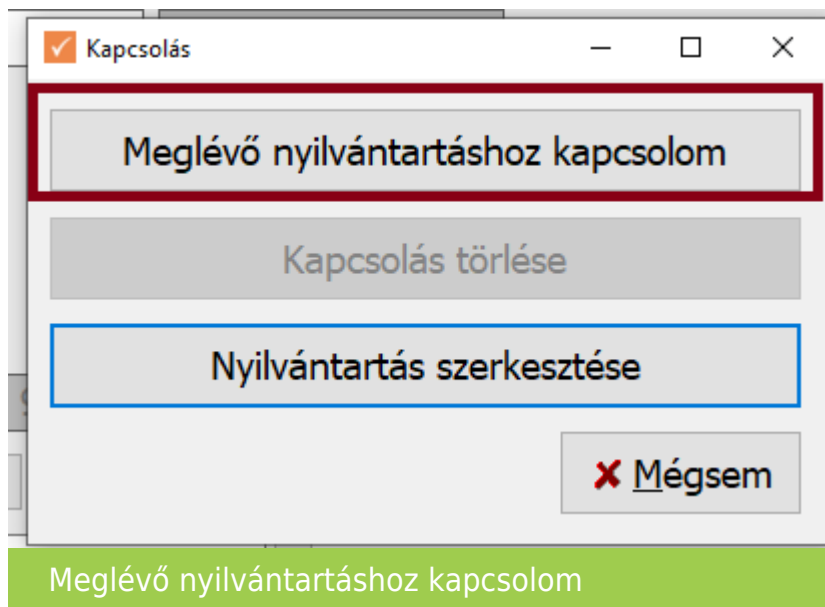 Kapcsolás
Meglévő nyilvántartáshoz kapcsolom
Kapcsolás törlése
Nyilvántartás szerkesztése
Mégsem
Meglévő nyilvántartáshoz kapcsolom